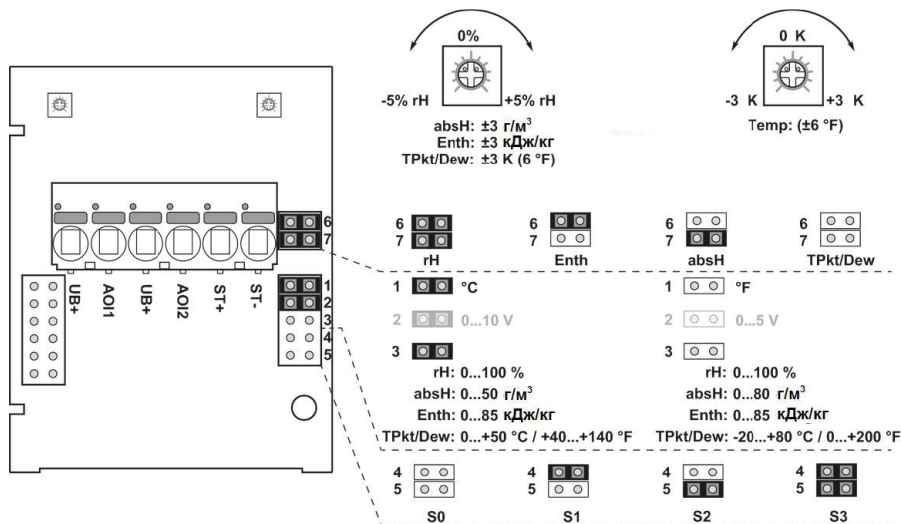 0%
-5% rH
+5% rH
absH: ±3 г/м³
Enth: ±3 кДж/кг
TPkt/Dew: ±3 K (6 °F)
0 K
-3 K
+3 K
Temp: (±6 °F)
6
7
1
2
3
4
5
UB+
AOI1
UB+
AOI2
ST+
ST-
6
7
rH
6
7
Enth
6
7
absH
6
7
TPkt/Dew
1
°C
1
°F
2
0...10 V
2
0...5 V
3
rH: 0...100 %
absH: 0...50 г/м³
Enth: 0...85 кДж/кг
TPkt/Dew: 0...+50 °C / +40...+140 °F
3
rH: 0...100 %
absH: 0...80 г/м³
Enth: 0...85 кДж/кг
TPkt/Dew: -20...+80 °C / 0...+200 °F
4
5
S0
4
5
S1
4
5
S2
4
5
S3